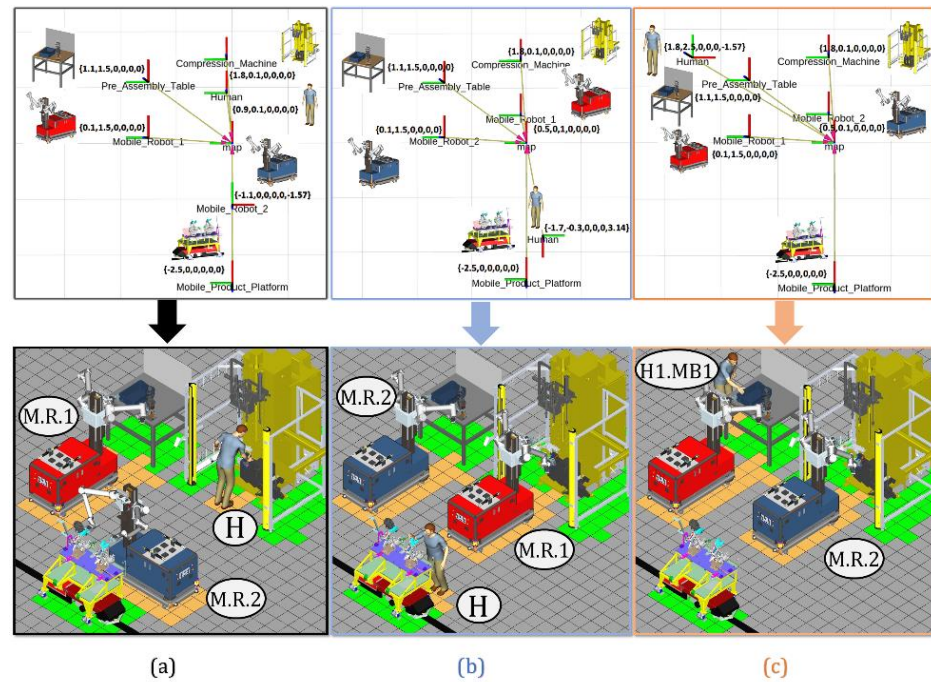 Compression_Machine
{1.8,0.1,0,0,0,0}
{1.1,1.5,0,0,0,0}
Pre_Assembly_Table
Human
{0.9,0.1,0,0,0,0}
{0.1,1.5,0,0,0,0}
Mobile_Robot_1
map
{-1.1,0,0,0,0,-1.57}
Mobile_Robot_2
{-2.5,0,0,0,0,0}
Mobile_Product_Platform
{1.8,0.1,0,0,0,0}
Compression_Machine
{1.1,1.5,0,0,0,0}
Pre_Assembly_Table
Mobile_Robot_1
{0.5,0.1,0,0,0,0}
{0.1,1.5,0,0,0,0}
Mobile_Robot_2
map
{-1.7,-0.3,0,0,0,3.14}
Human
{-2.5,0,0,0,0,0}
Mobile_Product_Platform
{1.8,2.5,0,0,0,-1.57}
Human
{1.8,0.1,0,0,0,0}
Compression_Machine
Pre_Assembly_Table
{1.1,1.5,0,0,0,0}
Mobile_Robot_2
{0.5,0.1,0,0,0,0}
Mobile_Robot_1
map
{0.1,1.5,0,0,0,0}
{-2.5,0,0,0,0,0}
Mobile_Product_Platform
M.R.1
H
M.R.2
M.R.2
M.R.1
H
H1.MB1
M.R.2
(a)
(b)
(c)